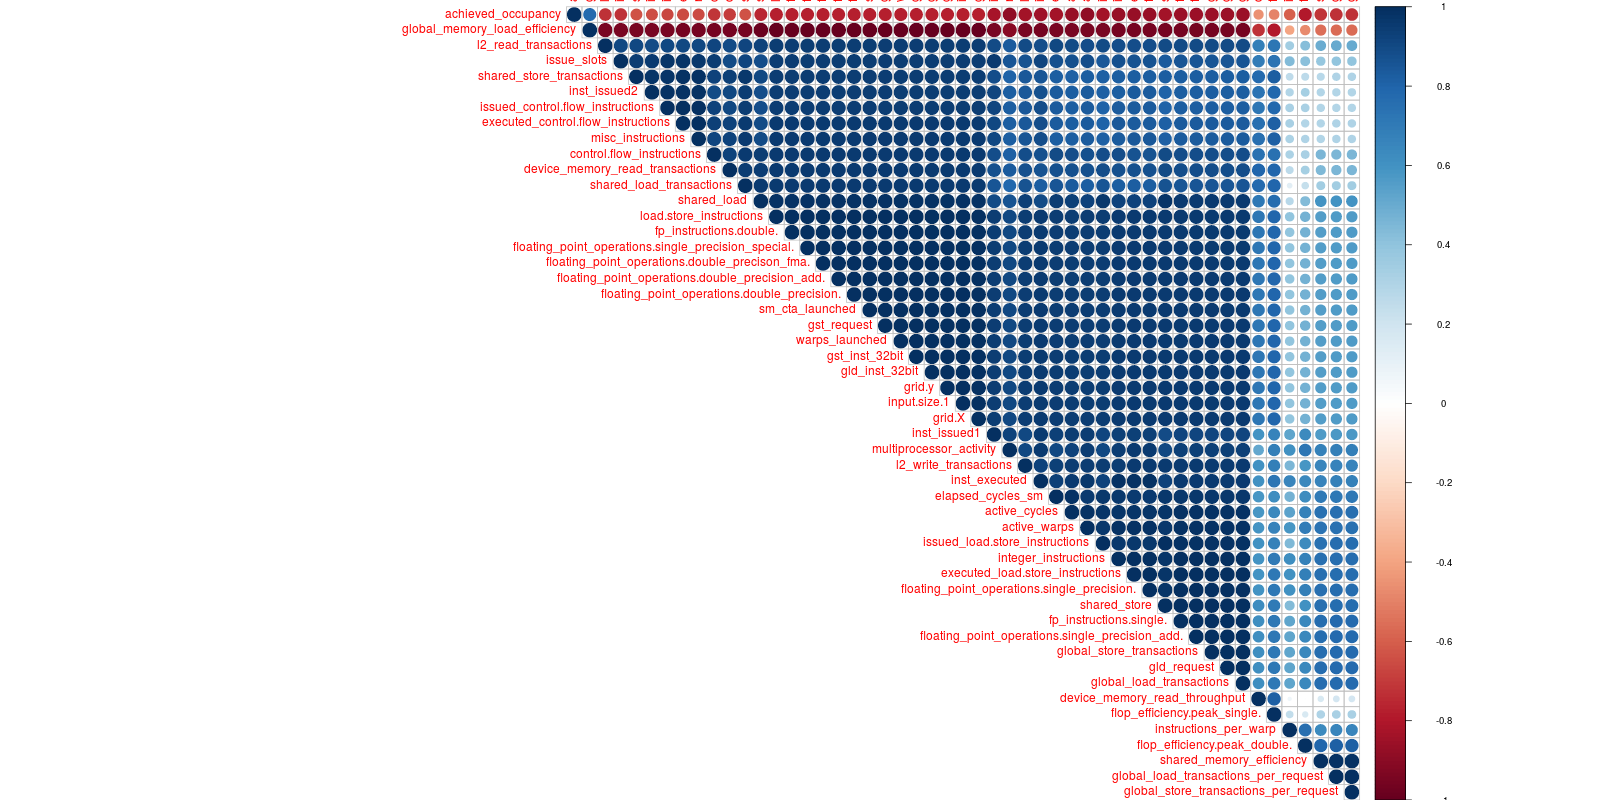 achieved_occupancy
global_memory_load_efficiency
l2_read_transactions
issue_slots
shared_store_transactions
inst_issued2
issued_control.flow_instructions
executed_control.flow_instructions
misc_instructions
control.flow_instructions
device_memory_read_transactions
shared_load_transactions
shared_load
load.store_instructions
fp_instructions.double.
floating_point_operations.single_precision_special.
floating_point_operations.double_precison_fma.
floating_point_operations.double_precision_add.
floating_point_operations.double_precision.
sm_cta_launched
gst_request
warps_launched
gst_inst_32bit
gld_inst_32bit
grid.y
input.size.1
grid.X
inst_issued1
multiprocessor_activity
l2_write_transactions
inst_executed
elapsed_cycles_sm
active_cycles
active_warps
issued_load.store_instructions
integer_instructions
executed_load.store_instructions
floating_point_operations.single_precision.
shared_store
fp_instructions.single.
floating_point_operations.single_precision_add.
global_store_transactions
gld_request
global_load_transactions
device_memory_read_throughput
flop_efficiency.peak_single.
instructions_per_warp
flop_efficiency.peak_double.
shared_memory_efficiency
global_load_transactions_per_request
global_store_transactions_per_request
1
0.8
0.6
0.4
0.2
0
-0.2
-0.4
-0.6
-0.8
-1